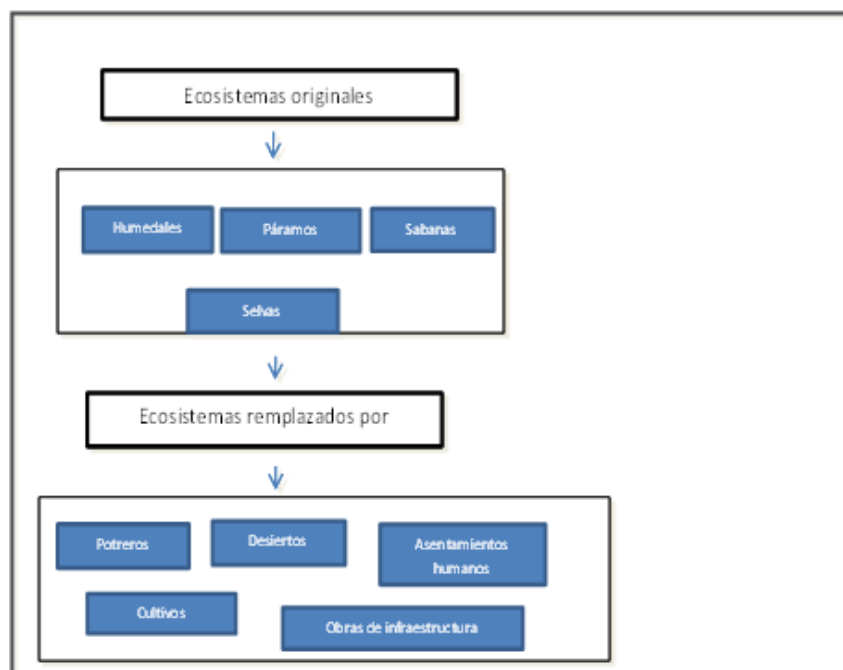 Ecosistemas originales
Humedales
Páramos
Sabanas
Selvas
Ecosistemas remplazados por
Potreros
Desiertos
Asentamientos
humanos
Cultivos
Obras de infraestructura